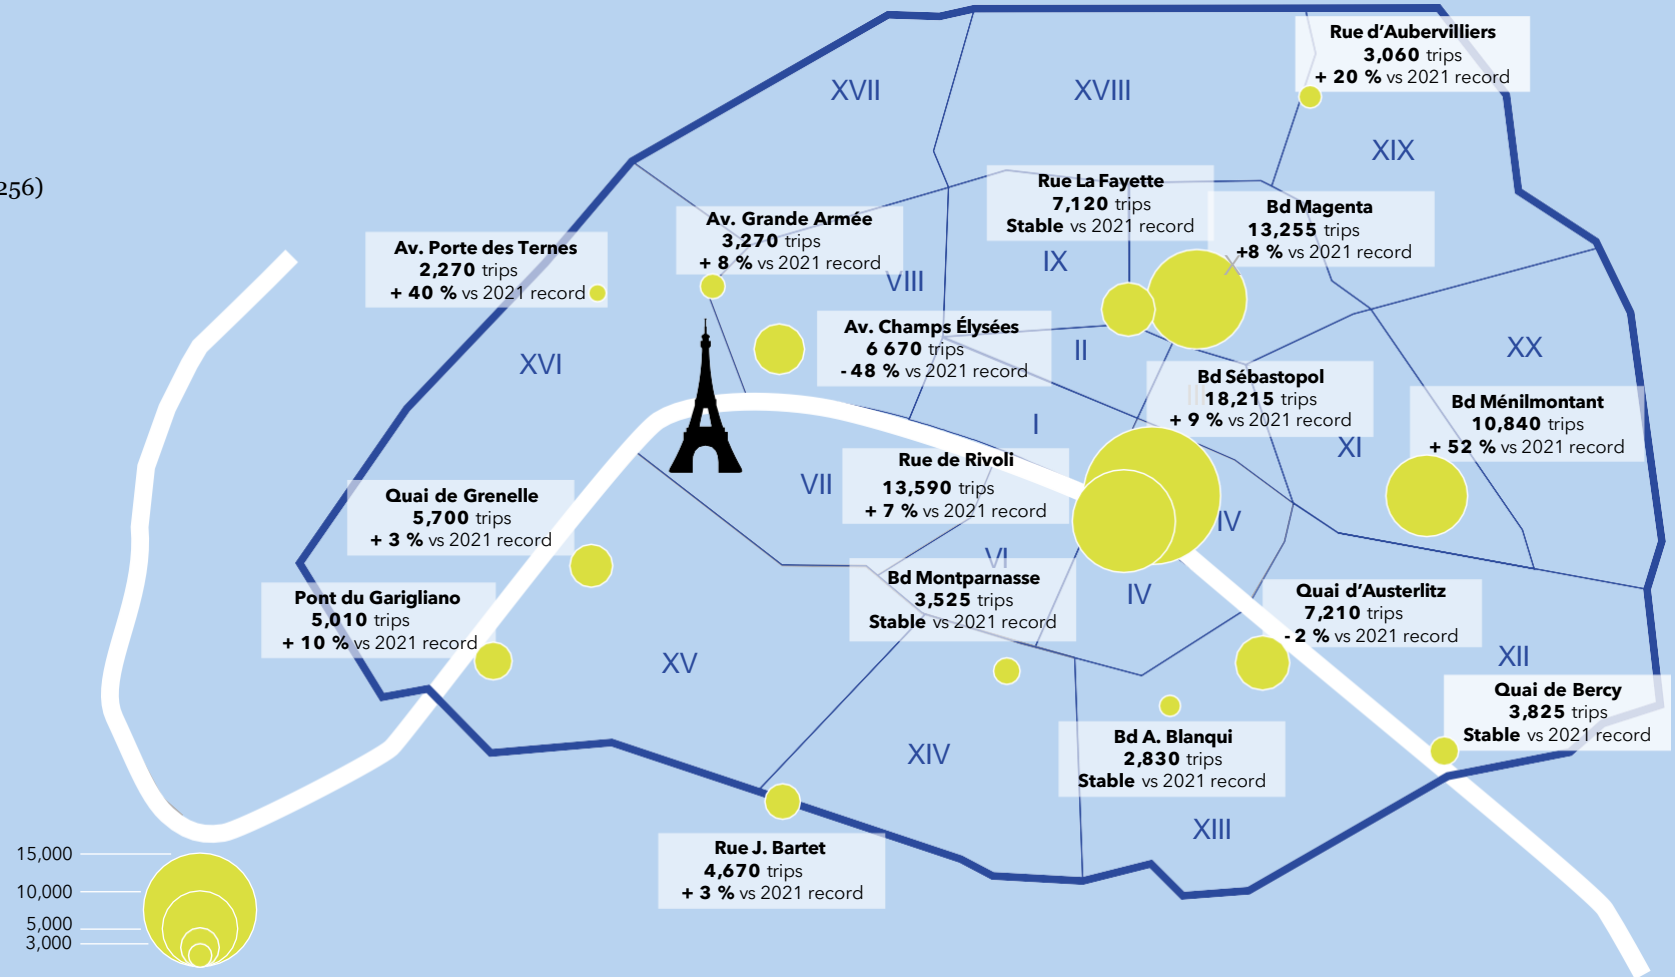 256)
XVII
XVIII
Rue d'Aubervilliers
3,060 trips
+ 20 % vs 2021 record
XIX
Rue La Fayette
7,120 trips
Stable vs 2021 record
Bd Magenta
13,255 trips
+8 % vs 2021 record
X
Av. Grande Armée
3,270 trips
+ 8 % vs 2021 record
Av. Porte des Ternes
2,270 trips
+ 40 % vs 2021 record
VIII
IX
Av. Champs Élysées
6 670 trips
- 48 % vs 2021 record
II
XVI
XX
Bd Sébastopol
18,215 trips
+ 9 % vs 2021 record
III
Bd Ménilmontant
10,840 trips
+ 52 % vs 2021 record
I
XI
Rue de Rivoli
13,590 trips
+ 7 % vs 2021 record
VII
Quai de Grenelle
5,700 trips
+ 3 % vs 2021 record
IV
VI
Bd Montparnasse
3,525 trips
Stable vs 2021 record
IV
Pont du Garigliano
5,010 trips
+ 10 % vs 2021 record
Quai d'Austerlitz
7,210 trips
- 2 % vs 2021 record
XV
XII
Quai de Bercy
3,825 trips
Stable vs 2021 record
XIV
Bd A. Blanqui
2,830 trips
Stable vs 2021 record
XIII
Rue J. Bartet
4,670 trips
+ 3 % vs 2021 record
15,000
10,000
5,000
3,000